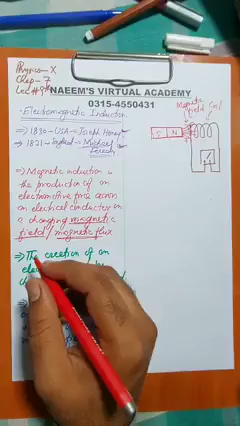 Physics - X
Chap - 7
Lec # 9
NAEEM'S VIRTUAL ACADEMY
0315-4550431
Electromagnetic Induction
Magnetic
field
Coil
S N
⇒ 1830 - USA - Joseph Henry
⇒ 1821 - England - Michael
⇒ Magnetic induction is
the production of an
electromotive force across
an electrical conductor in
a changing magnetic
field / magnetic flux
⇒ The creation of an